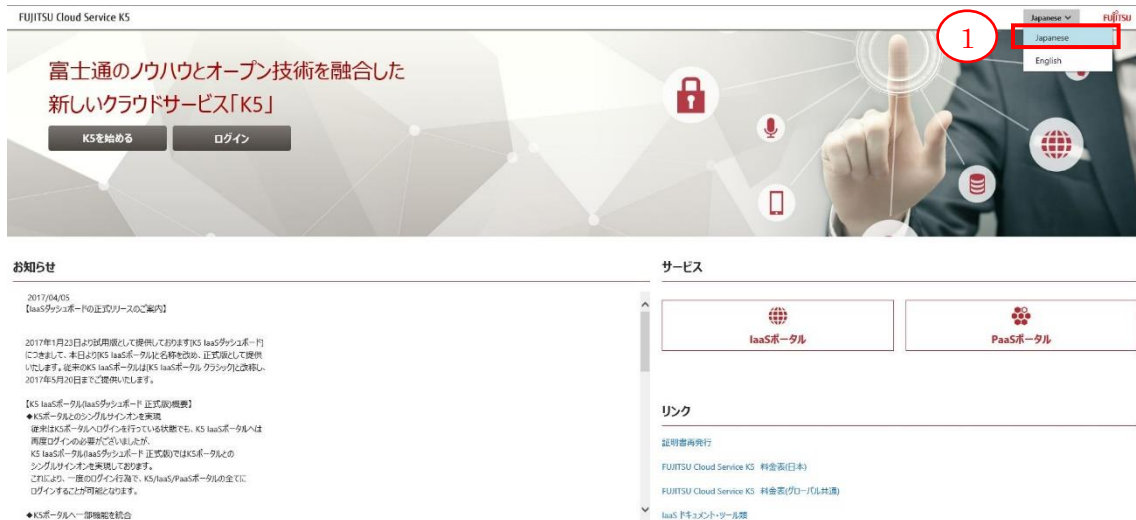 FUJITSU Cloud Service K5
Japanese
FUJITSU
Japanese
English
1
富士通のノウハウとオープン技術を融合した
新しいクラウドサービス「K5」
K5を始める
ログイン
お知らせ
2017/04/05
【IaaSダッシュボードの正式リリースのご案内】
2017年1月23日より試用版として提供しております[K5 IaaSダッシュボード]
につきまして、本日より[K5 IaaSポータル]と名称を改め、正式版として提供
いたします。従来のK5 IaaSポータルは[K5 IaaSポータル クラシック]と改称し、
2017年5月20日までご提供いたします。
【K5 IaaSポータル(IaaSダッシュボード 正式版)概要】
◆K5ポータルとのシングルサインオンを実現
従来はK5ポータルへログインを行っている状態でも、K5 IaaSポータルへは
再度ログインの必要がございましたが、
K5 IaaSポータル(IaaSダッシュボード 正式版)ではK5ポータルとの
シングルサインオンを実現しております。
これにより、一度のログイン行為で、K5/IaaS/PaaSポータルの全てに
ログインすることが可能となります。
◆K5ポータルへ一部機能を統合
サービス
IaaSポータル
PaaSポータル
リンク
証明書再発行
FUJITSU Cloud Service K5 料金表(日本)
FUJITSU Cloud Service K5 料金表(グローバル共通)
IaaS ドキュメント・ツール類